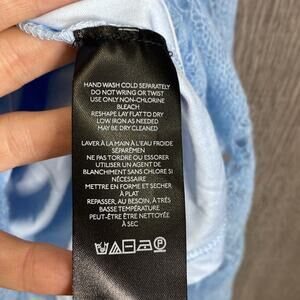 HAND WASH COLD SEPARATELY
DO NOT WRING OR TWIST
USE ONLY NON-CHLORINE
BLEACH
RESHAPE LAY FLAT TO DRY
LOW IRON AS NEEDED
MAY BE DRY CLEANED
LAVER À LA MAIN À L'EAU FROIDE
SÉPARÉMEN
NE PAS TORDRE OU ESSORER
UTILISER UN AGENT DE
BLANCHIMENT SANS CHLORE SI
NÉCESSAIRE
METTRE EN FORME ET SECHER
À PLAT
REPASSER, AU BESOIN, À TRÈS
BASSE TEMPÉRATURE
PEUT-ÊTRE ÊTRE NETTOYÉE
À SEC